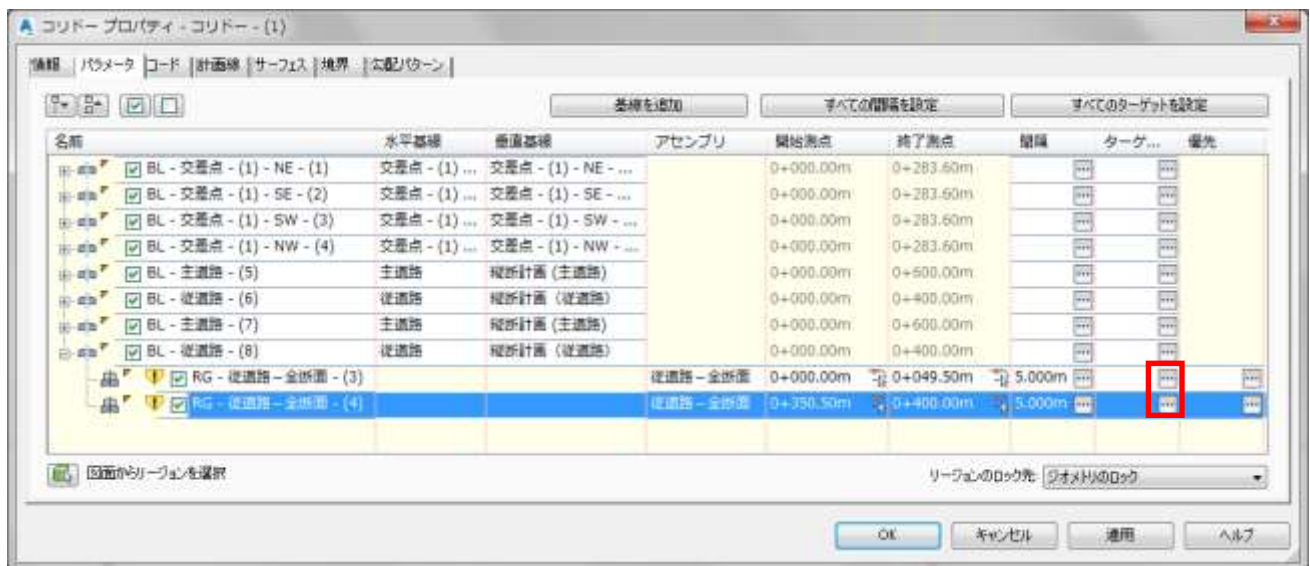 コリドー プロパティ - コリドー - (1)
情報 パラメータ コード 計画線 サーフェス 境界 勾配パターン
基線を追加 すべての間隔を設定 すべてのターゲットを設定
名前 水平基線 垂直基線 アセンブリ 開始測点 終了測点 間隔 ターゲ... 優先
BL - 交差点 - (1) - NE - (1) 交差点 - (1) ... 交差点 - (1) - NE - ... 0+000.00m 0+283.60m
BL - 交差点 - (1) - SE - (2) 交差点 - (1) ... 交差点 - (1) - SE - ... 0+000.00m 0+283.60m
BL - 交差点 - (1) - SW - (3) 交差点 - (1) ... 交差点 - (1) - SW - ... 0+000.00m 0+283.60m
BL - 交差点 - (1) - NW - (4) 交差点 - (1) ... 交差点 - (1) - NW - ... 0+000.00m 0+283.60m
BL - 主道路 - (5) 主道路 縦断計画 (主道路) 0+000.00m 0+600.00m
BL - 従道路 - (6) 従道路 縦断計画（従道路） 0+000.00m 0+400.00m
BL - 主道路 - (7) 主道路 縦断計画 (主道路) 0+000.00m 0+600.00m
BL - 従道路 - (8) 従道路 縦断計画（従道路） 0+000.00m 0+400.00m
RG - 従道路－全断面 - (3) 従道路－全断面 0+000.00m 0+049.50m 5.000m
RG - 従道路－全断面 - (4) 従道路－全断面 0+350.50m 0+400.00m 5.000m
図面からリージョンを選択 リージョンのロック先: ジオメトリのロック
OK キャンセル 適用 ヘルプ